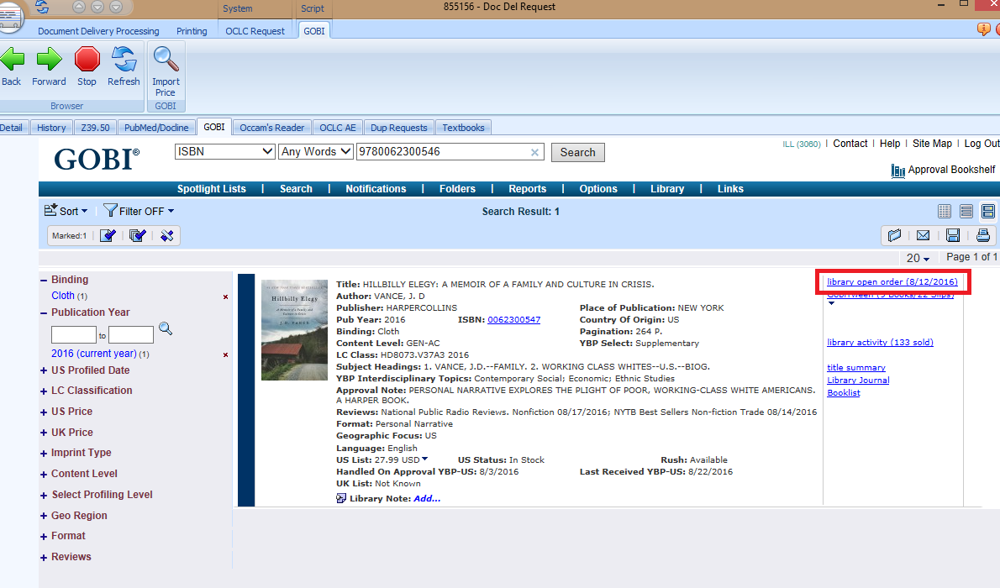 System Script 855156 - Doc Del Request
Document Delivery Processing Printing OCLC Request GOBI
Back Forward Stop Refresh Import Price
Browser GOBI
Detail History Z39.50 PubMed/Docline GOBI Occam's Reader OCLC AE Dup Requests Textbooks
ILL (3060) | Contact | Help | Site Map | Log Out
GOBI® ISBN Any Words 9780062300546 Search
Approval Bookshelf
Spotlight Lists | Search | Notifications | Folders | Reports | Options | Library | Links
Sort Filter OFF Search Result: 1
Marked:1
20 Page 1 of 1
Binding
Cloth (1)
Publication Year
to
2016 (current year) (1)
US Profiled Date
LC Classification
US Price
UK Price
Imprint Type
Content Level
Select Profiling Level
Geo Region
Format
Reviews
Hillbilly Elegy
J. D. VANCE
Title: HILLBILLY ELEGY: A MEMOIR OF A FAMILY AND CULTURE IN CRISIS.
Author: VANCE, J. D
Publisher: HARPERCOLLINS Place of Publication: NEW YORK
Pub Year: 2016 ISBN: 0062300547 Country Of Origin: US
Binding: Cloth Pagination: 264 P.
Content Level: GEN-AC YBP Select: Supplementary
LC Class: HD8073.V37A3 2016
Subject Headings: 1. VANCE, J.D.--FAMILY. 2. WORKING CLASS WHITES--U.S.--BIOG.
YBP Interdisciplinary Topics: Contemporary Social; Economic; Ethnic Studies
Approval Note: PERSONAL NARRATIVE EXPLORES THE PLIGHT OF POOR, WORKING-CLASS WHITE AMERICANS.
A HARPER BOOK.
Reviews: National Public Radio Reviews. Nonfiction 08/17/2016; NYTB Best Sellers Non-fiction Trade 08/14/2016
Format: Personal Narrative
Geographic Focus: US
Language: English
US List: 27.99 USD US Status: In Stock Rush: Available
Handled On Approval YBP-US: 8/3/2016 Last Received YBP-US: 8/22/2016
UK List: Not Known
Library Note: Add...
library open order (8/12/2016)
GobiTween (9 Books/22 Slips)
library activity (133 sold)
title summary
Library Journal
Booklist